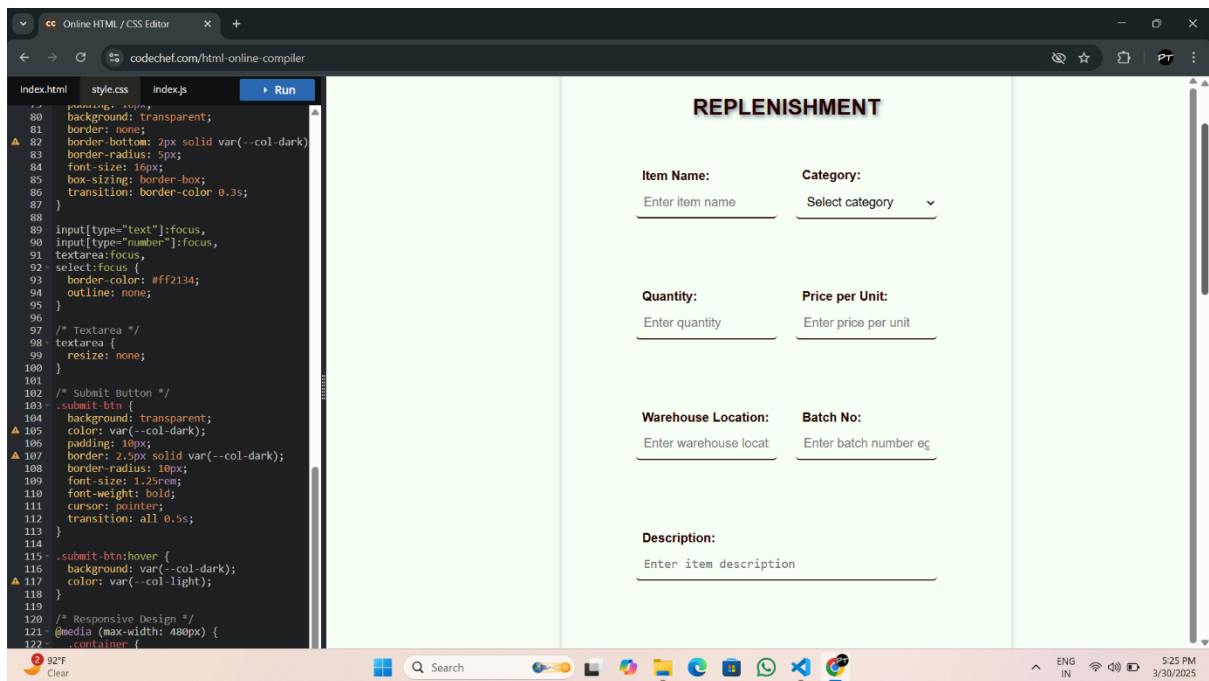 CC Online HTML / CSS Editor
codechef.com/html-online-compiler
PT
index.html style.css index.js Run
79 padding: 10px;
80 background: transparent;
81 border: none;
82 border-bottom: 2px solid var(--col-dark)
83 border-radius: 5px;
84 font-size: 16px;
85 box-sizing: border-box;
86 transition: border-color 0.3s;
87 }
88
89 input[type="text"]:focus,
90 input[type="number"]:focus,
91 textarea:focus,
92 select:focus {
93 border-color: #ff2134;
94 outline: none;
95 }
96
97 /* Textarea */
98 textarea {
99 resize: none;
100 }
101
102 /* Submit Button */
103 .submit-btn {
104 background: transparent;
105 color: var(--col-dark);
106 padding: 10px;
107 border: 2.5px solid var(--col-dark);
108 border-radius: 10px;
109 font-size: 1.25rem;
110 font-weight: bold;
111 cursor: pointer;
112 transition: all 0.5s;
113 }
114
115 .submit-btn:hover {
116 background: var(--col-dark);
117 color: var(--col-light);
118 }
119
120 /* Responsive Design */
121 @media (max-width: 480px) {
122 .container {
REPLENISHMENT
Item Name: Category:
Enter item name Select category
Quantity: Price per Unit:
Enter quantity Enter price per unit
Warehouse Location: Batch No:
Enter warehouse locat Enter batch number eg
Description:
Enter item description
2 92°F
Clear
Search
PT
ENG
IN
5:25 PM
3/30/2025